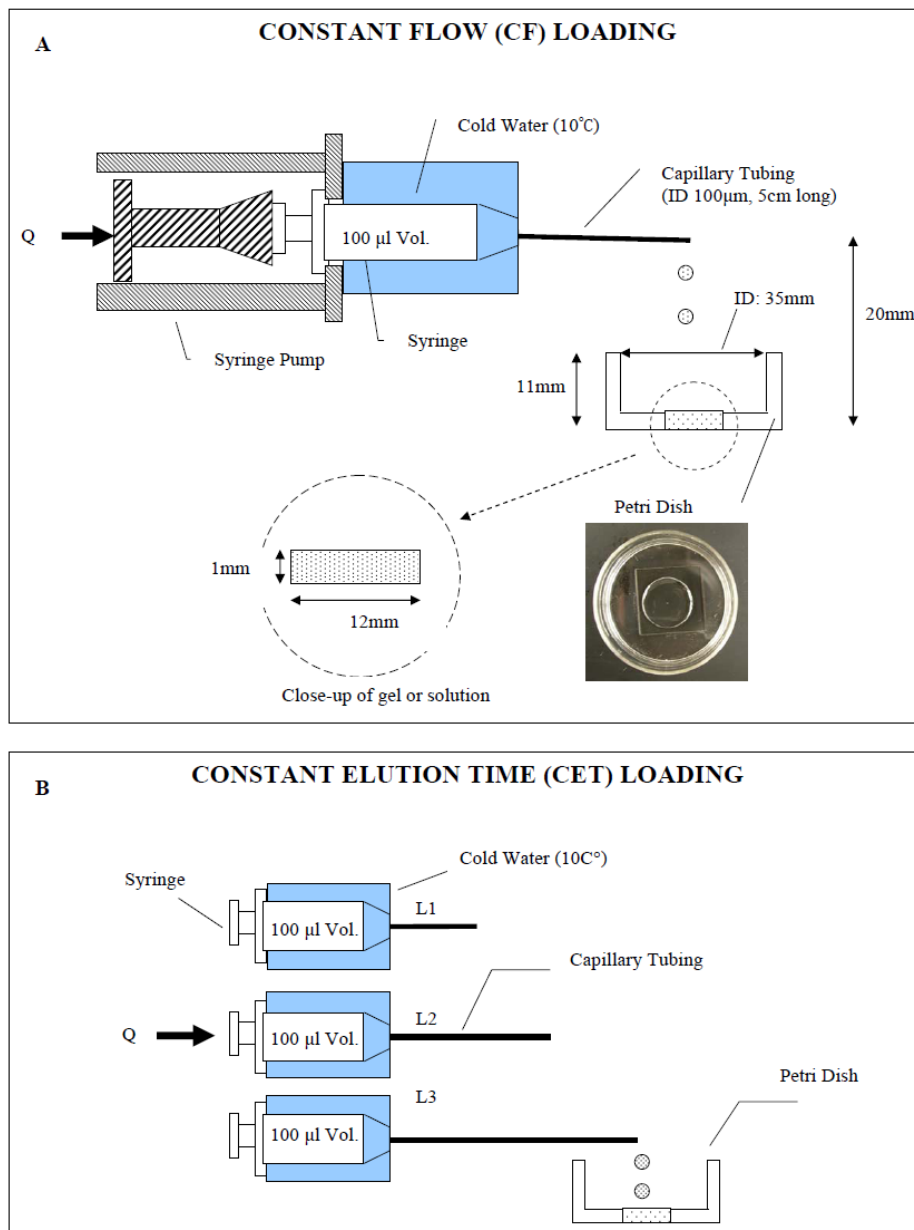 A
CONSTANT FLOW (CF) LOADING
Cold Water (10℃)
Capillary Tubing
(ID 100μm, 5cm long)
Q
100 μl Vol.
ID: 35mm
20mm
Syringe
Syringe Pump
11mm
Petri Dish
1mm
12mm
Close-up of gel or solution
B
CONSTANT ELUTION TIME (CET) LOADING
Cold Water (10C°)
Syringe
L1
100 μl Vol.
Capillary Tubing
L2
Q
100 μl Vol.
Petri Dish
L3
100 μl Vol.